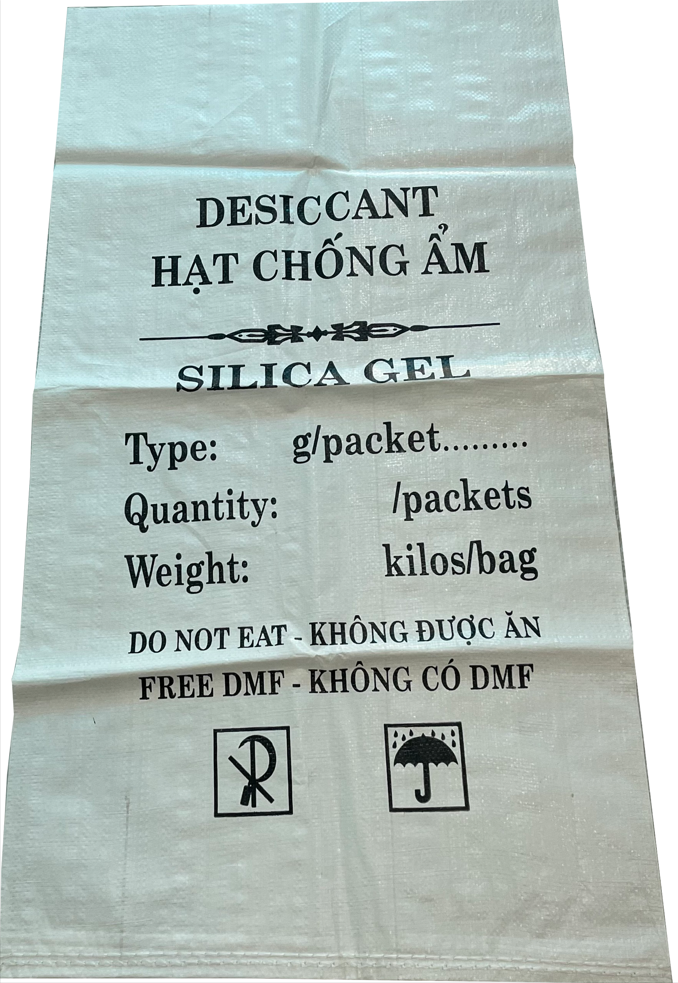 DESICCANT
HẠT CHỐNG ẨM
SILICA GEL
Type: g/packet.........
Quantity: /packets
Weight: kilos/bag
DO NOT EAT - KHÔNG ĐƯỢC ĂN
FREE DMF - KHÔNG CÓ DMF